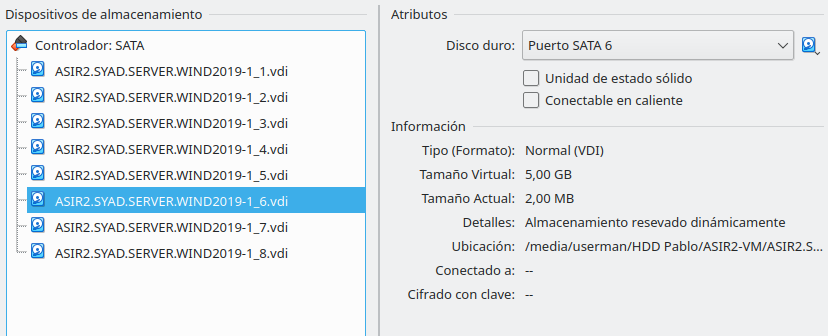 Dispositivos de almacenamiento
Controlador: SATA
ASIR2.SYAD.SERVER.WIND2019-1_1.vdi
ASIR2.SYAD.SERVER.WIND2019-1_2.vdi
ASIR2.SYAD.SERVER.WIND2019-1_3.vdi
ASIR2.SYAD.SERVER.WIND2019-1_4.vdi
ASIR2.SYAD.SERVER.WIND2019-1_5.vdi
ASIR2.SYAD.SERVER.WIND2019-1_6.vdi
ASIR2.SYAD.SERVER.WIND2019-1_7.vdi
ASIR2.SYAD.SERVER.WIND2019-1_8.vdi
Atributos
Disco duro: Puerto SATA 6
Unidad de estado sólido
Conectable en caliente
Información
Tipo (Formato): Normal (VDI)
Tamaño Virtual: 5,00 GB
Tamaño Actual: 2,00 MB
Detalles: Almacenamiento resevado dinámicamente
Ubicación: /media/userman/HDD Pablo/ASIR2-VM/ASIR2.S...
Conectado a: --
Cifrado con clave: --